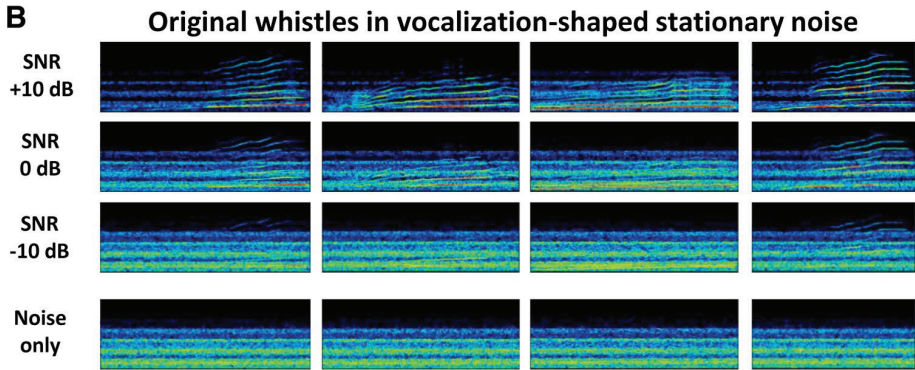 B
Original whistles in vocalization-shaped stationary noise
SNR
+10 dB
SNR
0 dB
SNR
-10 dB
Noise
only